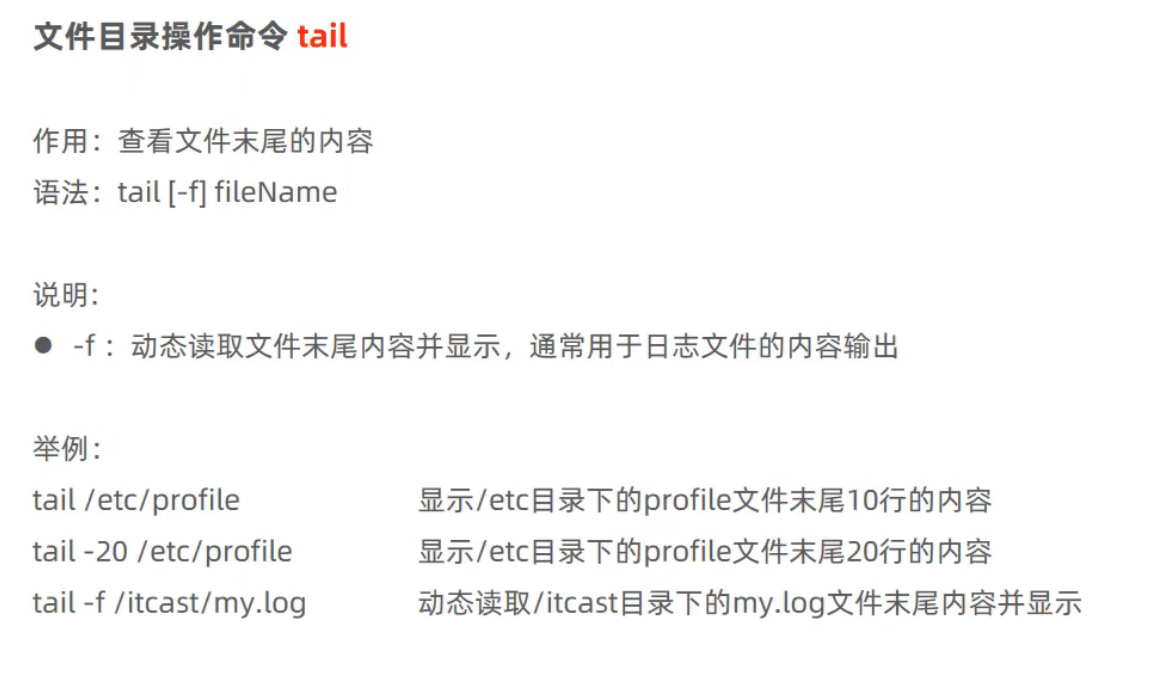 文件目录操作命令 tail
作用：查看文件末尾的内容
语法：tail [-f] fileName
说明:
● -f ：动态读取文件末尾内容并显示，通常用于日志文件的内容输出
举例：
tail /etc/profile 显示/etc目录下的profile文件末尾10行的内容
tail -20 /etc/profile 显示/etc目录下的profile文件末尾20行的内容
tail -f /itcast/my.log 动态读取/itcast目录下的my.log文件末尾内容并显示